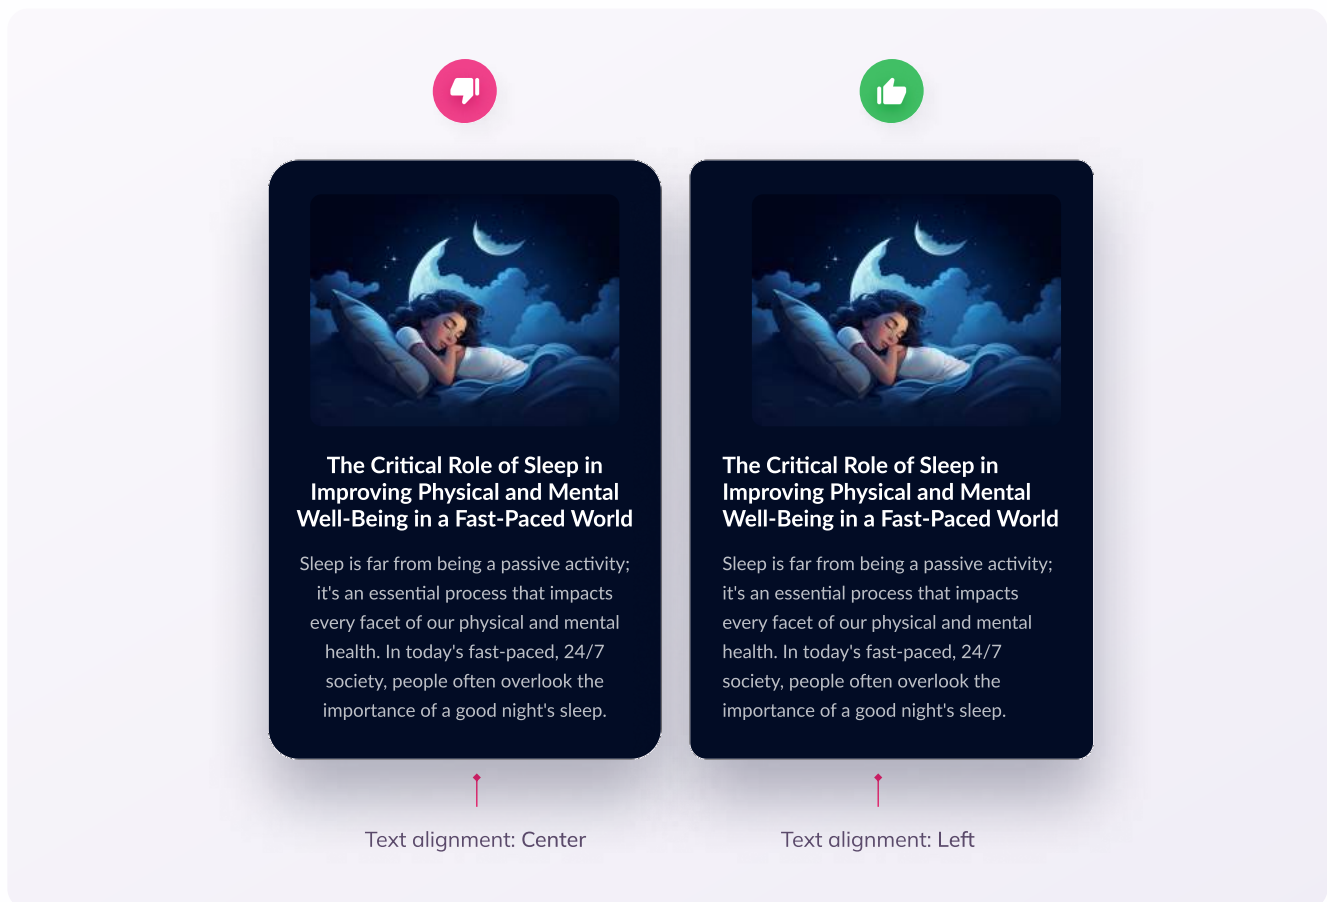 The Critical Role of Sleep in
Improving Physical and Mental
Well-Being in a Fast-Paced World
Sleep is far from being a passive activity;
it's an essential process that impacts
every facet of our physical and mental
health. In today's fast-paced, 24/7
society, people often overlook the
importance of a good night's sleep.
Text alignment: Center
The Critical Role of Sleep in
Improving Physical and Mental
Well-Being in a Fast-Paced World
Sleep is far from being a passive activity;
it's an essential process that impacts
every facet of our physical and mental
health. In today's fast-paced, 24/7
society, people often overlook the
importance of a good night's sleep.
Text alignment: Left